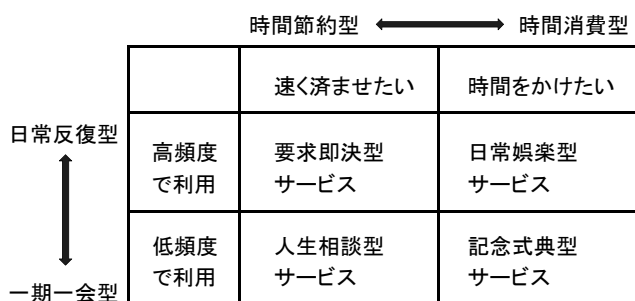 時間節約型 時間消費型
速く済ませたい 時間をかけたい
日常反復型
高頻度 要求即決型 日常娯楽型
で利用 サービス サービス
低頻度 人生相談型 記念式典型
で利用 サービス サービス
一期一会型